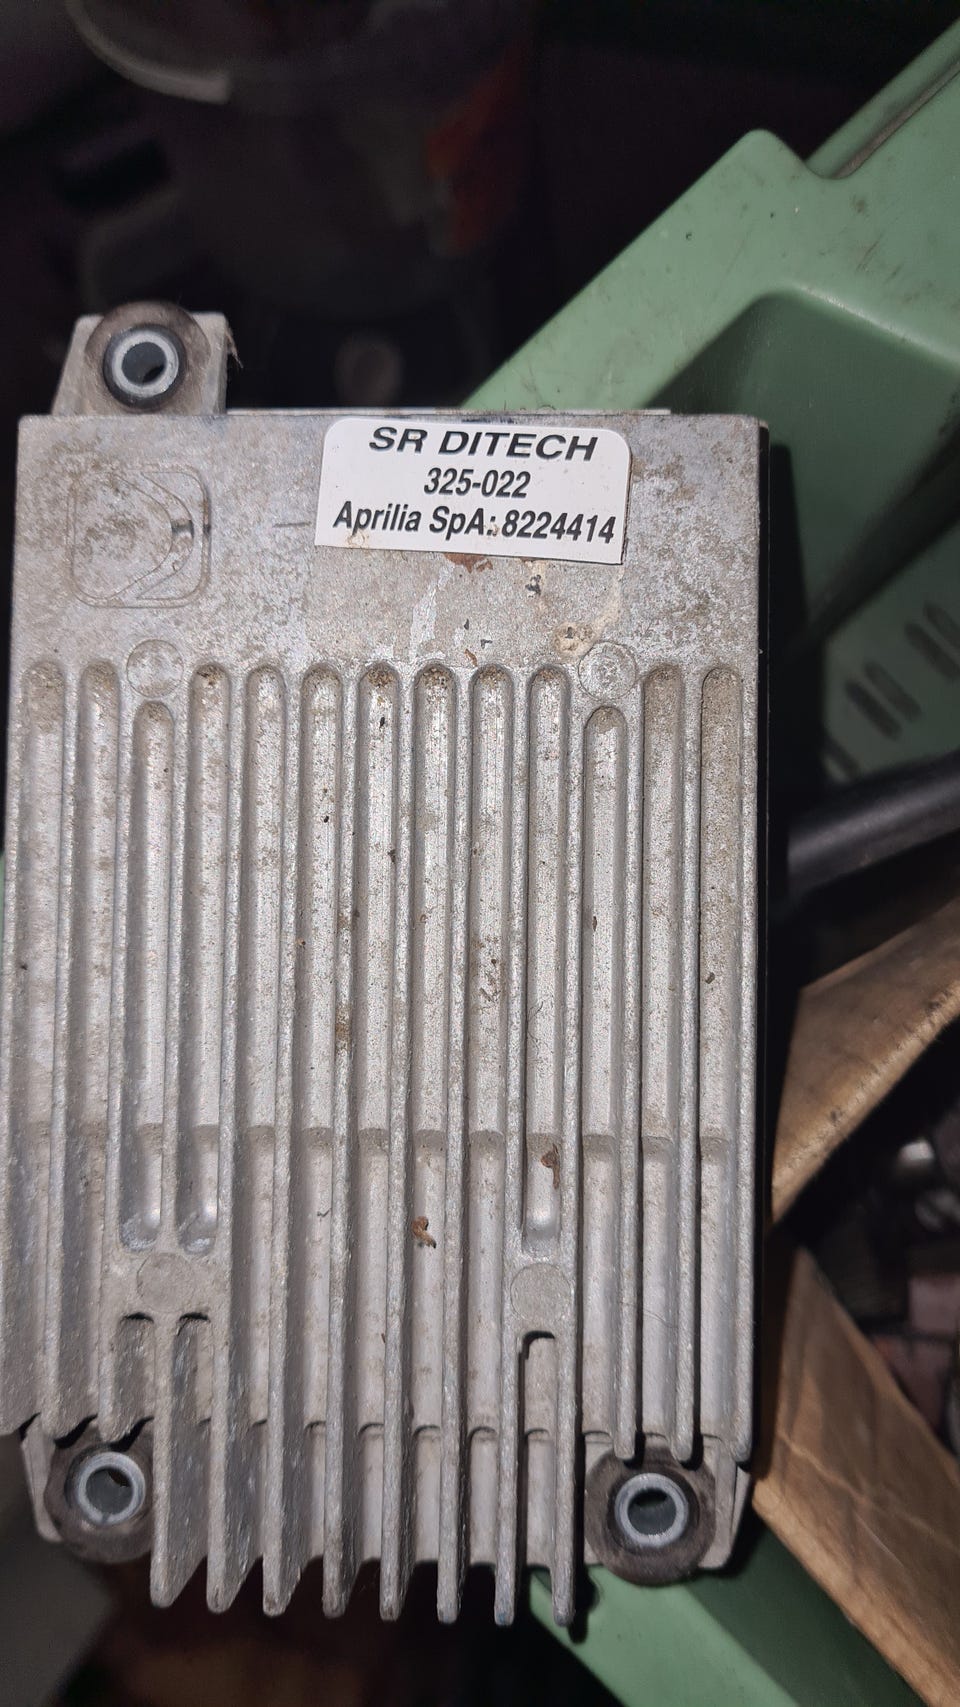 SR DITECH
325-022
Aprilia SpA: 8224414